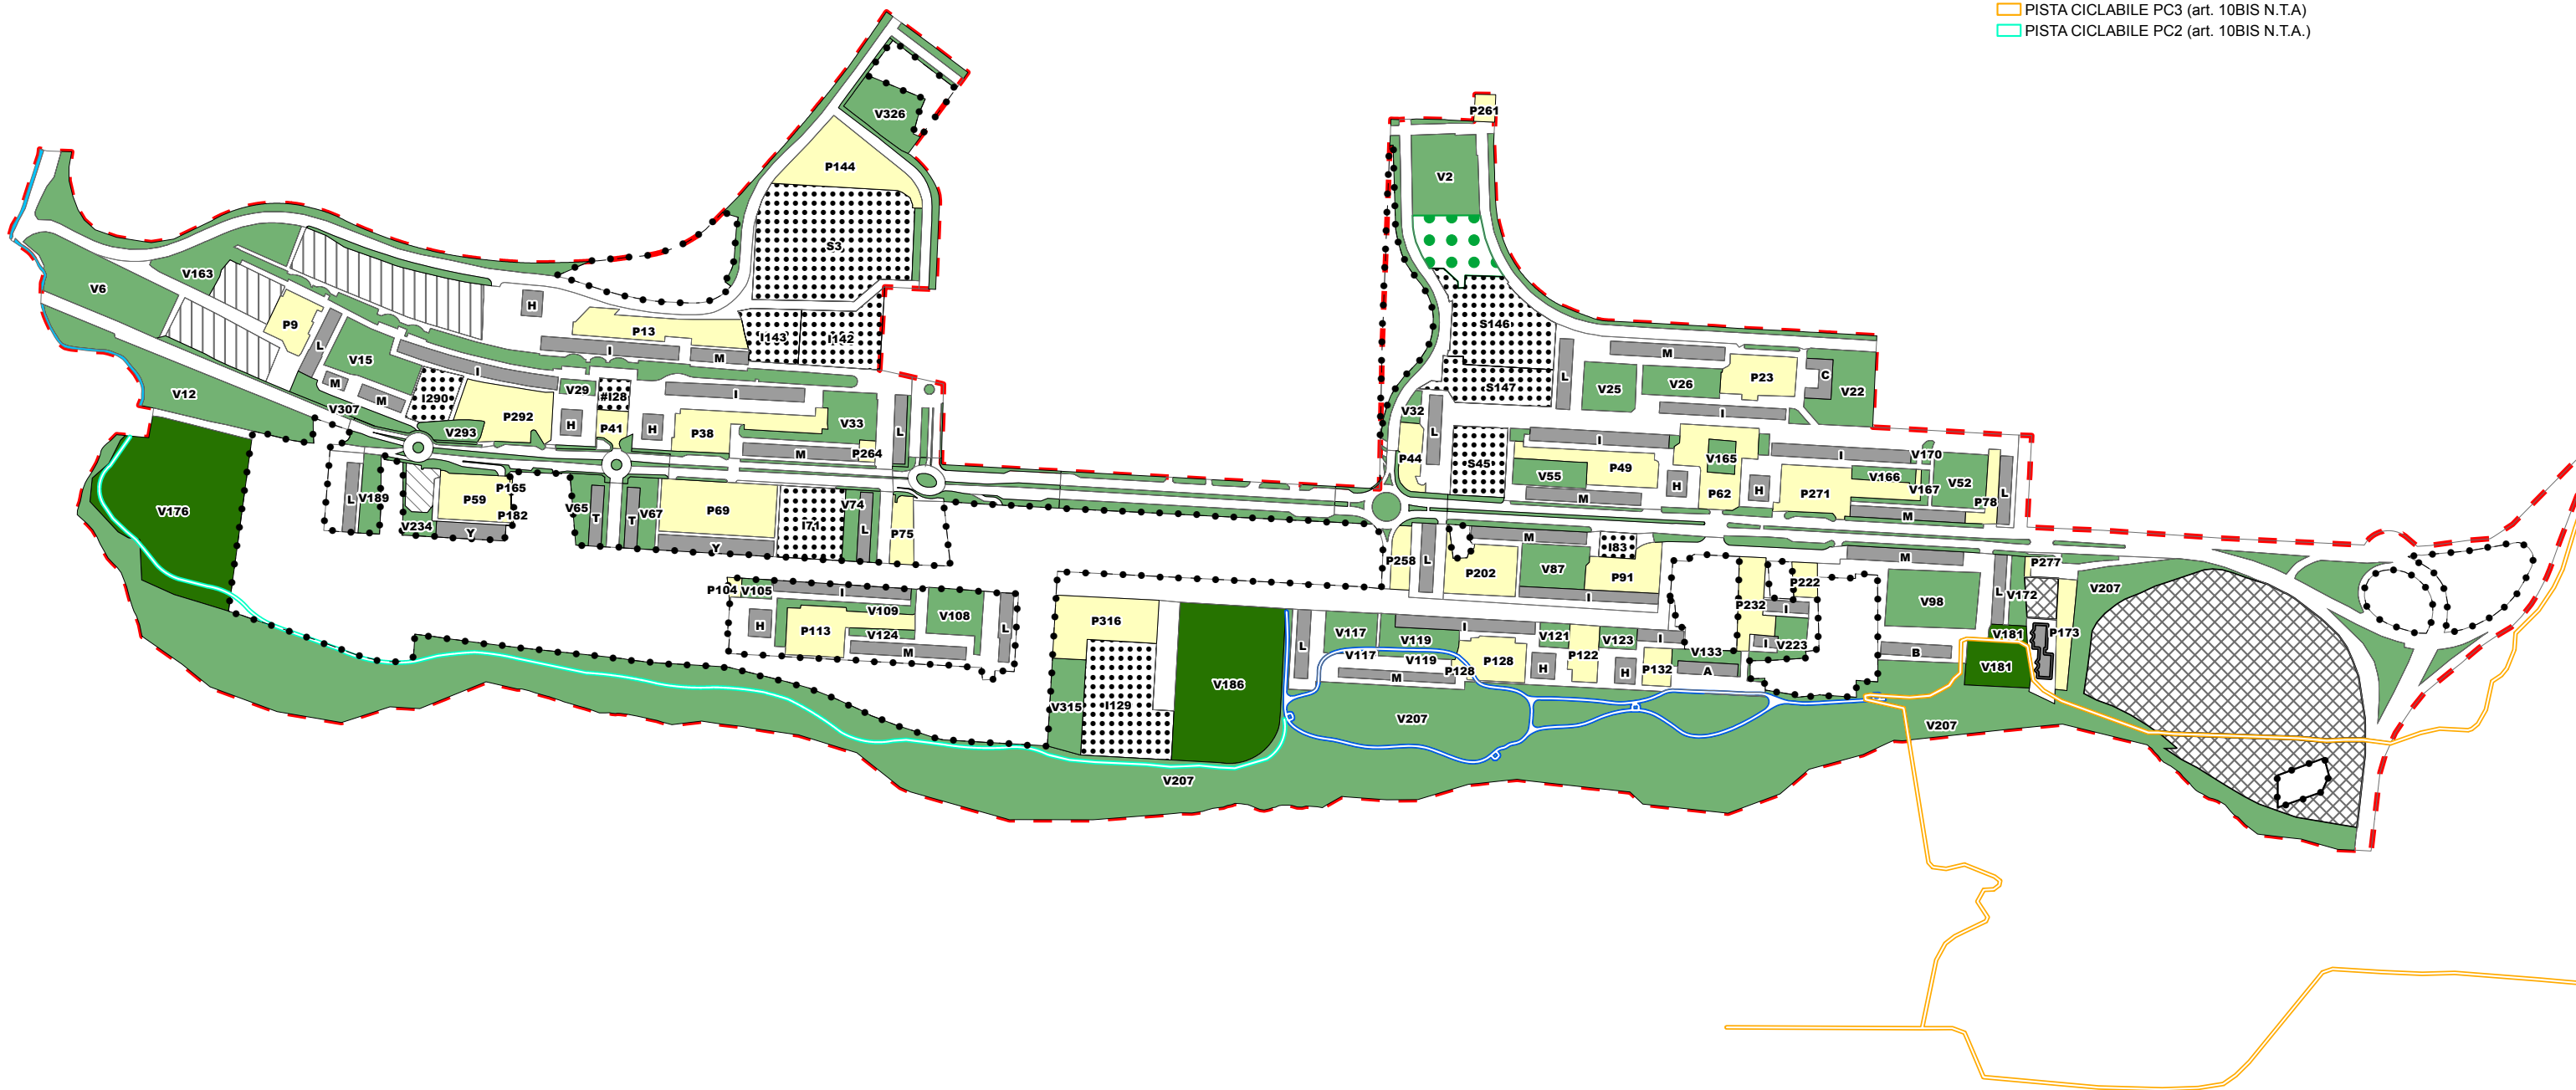 PISTA CICLABILE PC3 (art. 10BIS N.T.A)
PISTA CICLABILE PC2 (art. 10BIS N.T.A.)
P261
V326
P144
V2
S3
V163
V6
H
P9
P13
I143
I142
S146
I
M
L
V15
M
M
I
I290
V29
#I28
I
S147
L
M
V25
V26
P23
C
V22
V12
V307
P292
V293
H
P41
H
P38
V33
L
M
P264
V32
L
I
P44
S45
I
P49
V55
M
H
V165
P62
H
I
V170
P271
V166
V167
V52
P78
L
M
V176
L
V189
P59
P165
P182
V234
Y
V65
T
T
V67
P69
Y
I71
V74
L
P75
P258
L
M
P202
V87
I83
P91
I
M
P277
V207
P104
V105
I
V109
H
P113
V124
V108
L
M
P316
V186
V315
I129
L
V117
V119
I
V117
V119
M
P128
P128
V121
H
P122
V123
H
I
P132
V133
A
P232
P222
I
I
V223
V98
L
V172
B
V181
V181
P173
V207
V207
V207